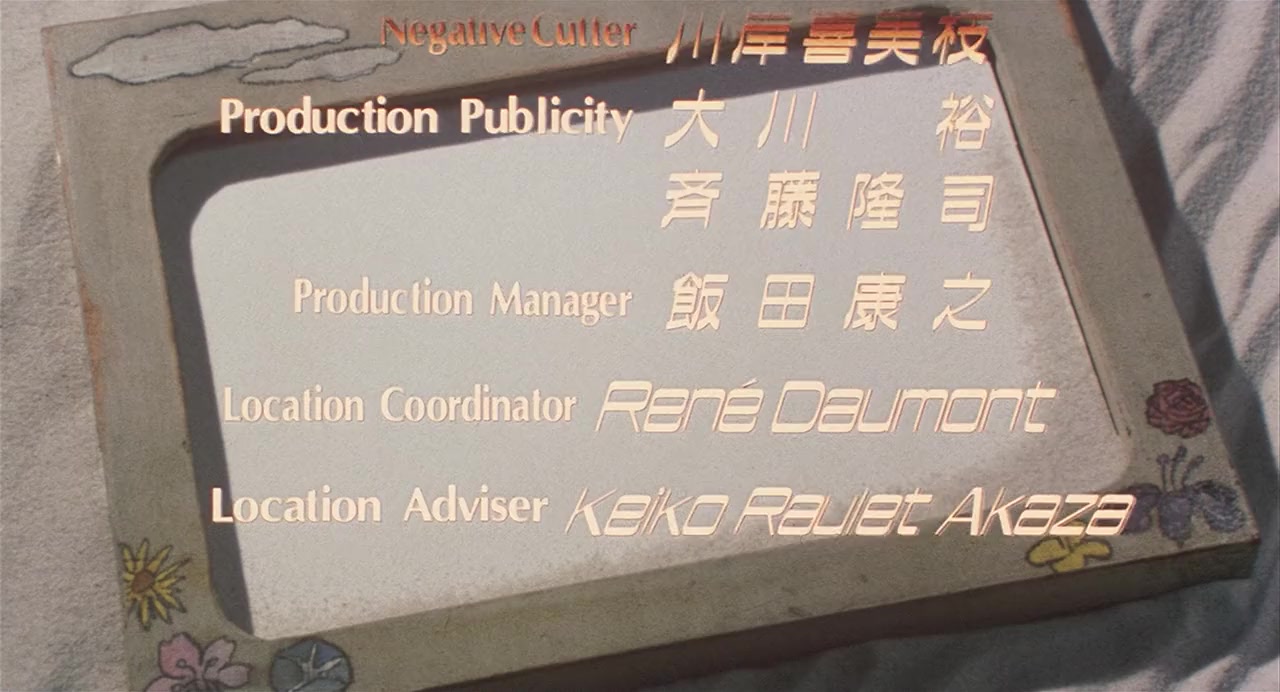 Negative Cutter 川岸喜美枝
Production Publicity 大川 裕
斉藤隆司
Production Manager 飯田康之
Location Coordinator René Daumont
Location Adviser Keiko Raulet Akaza